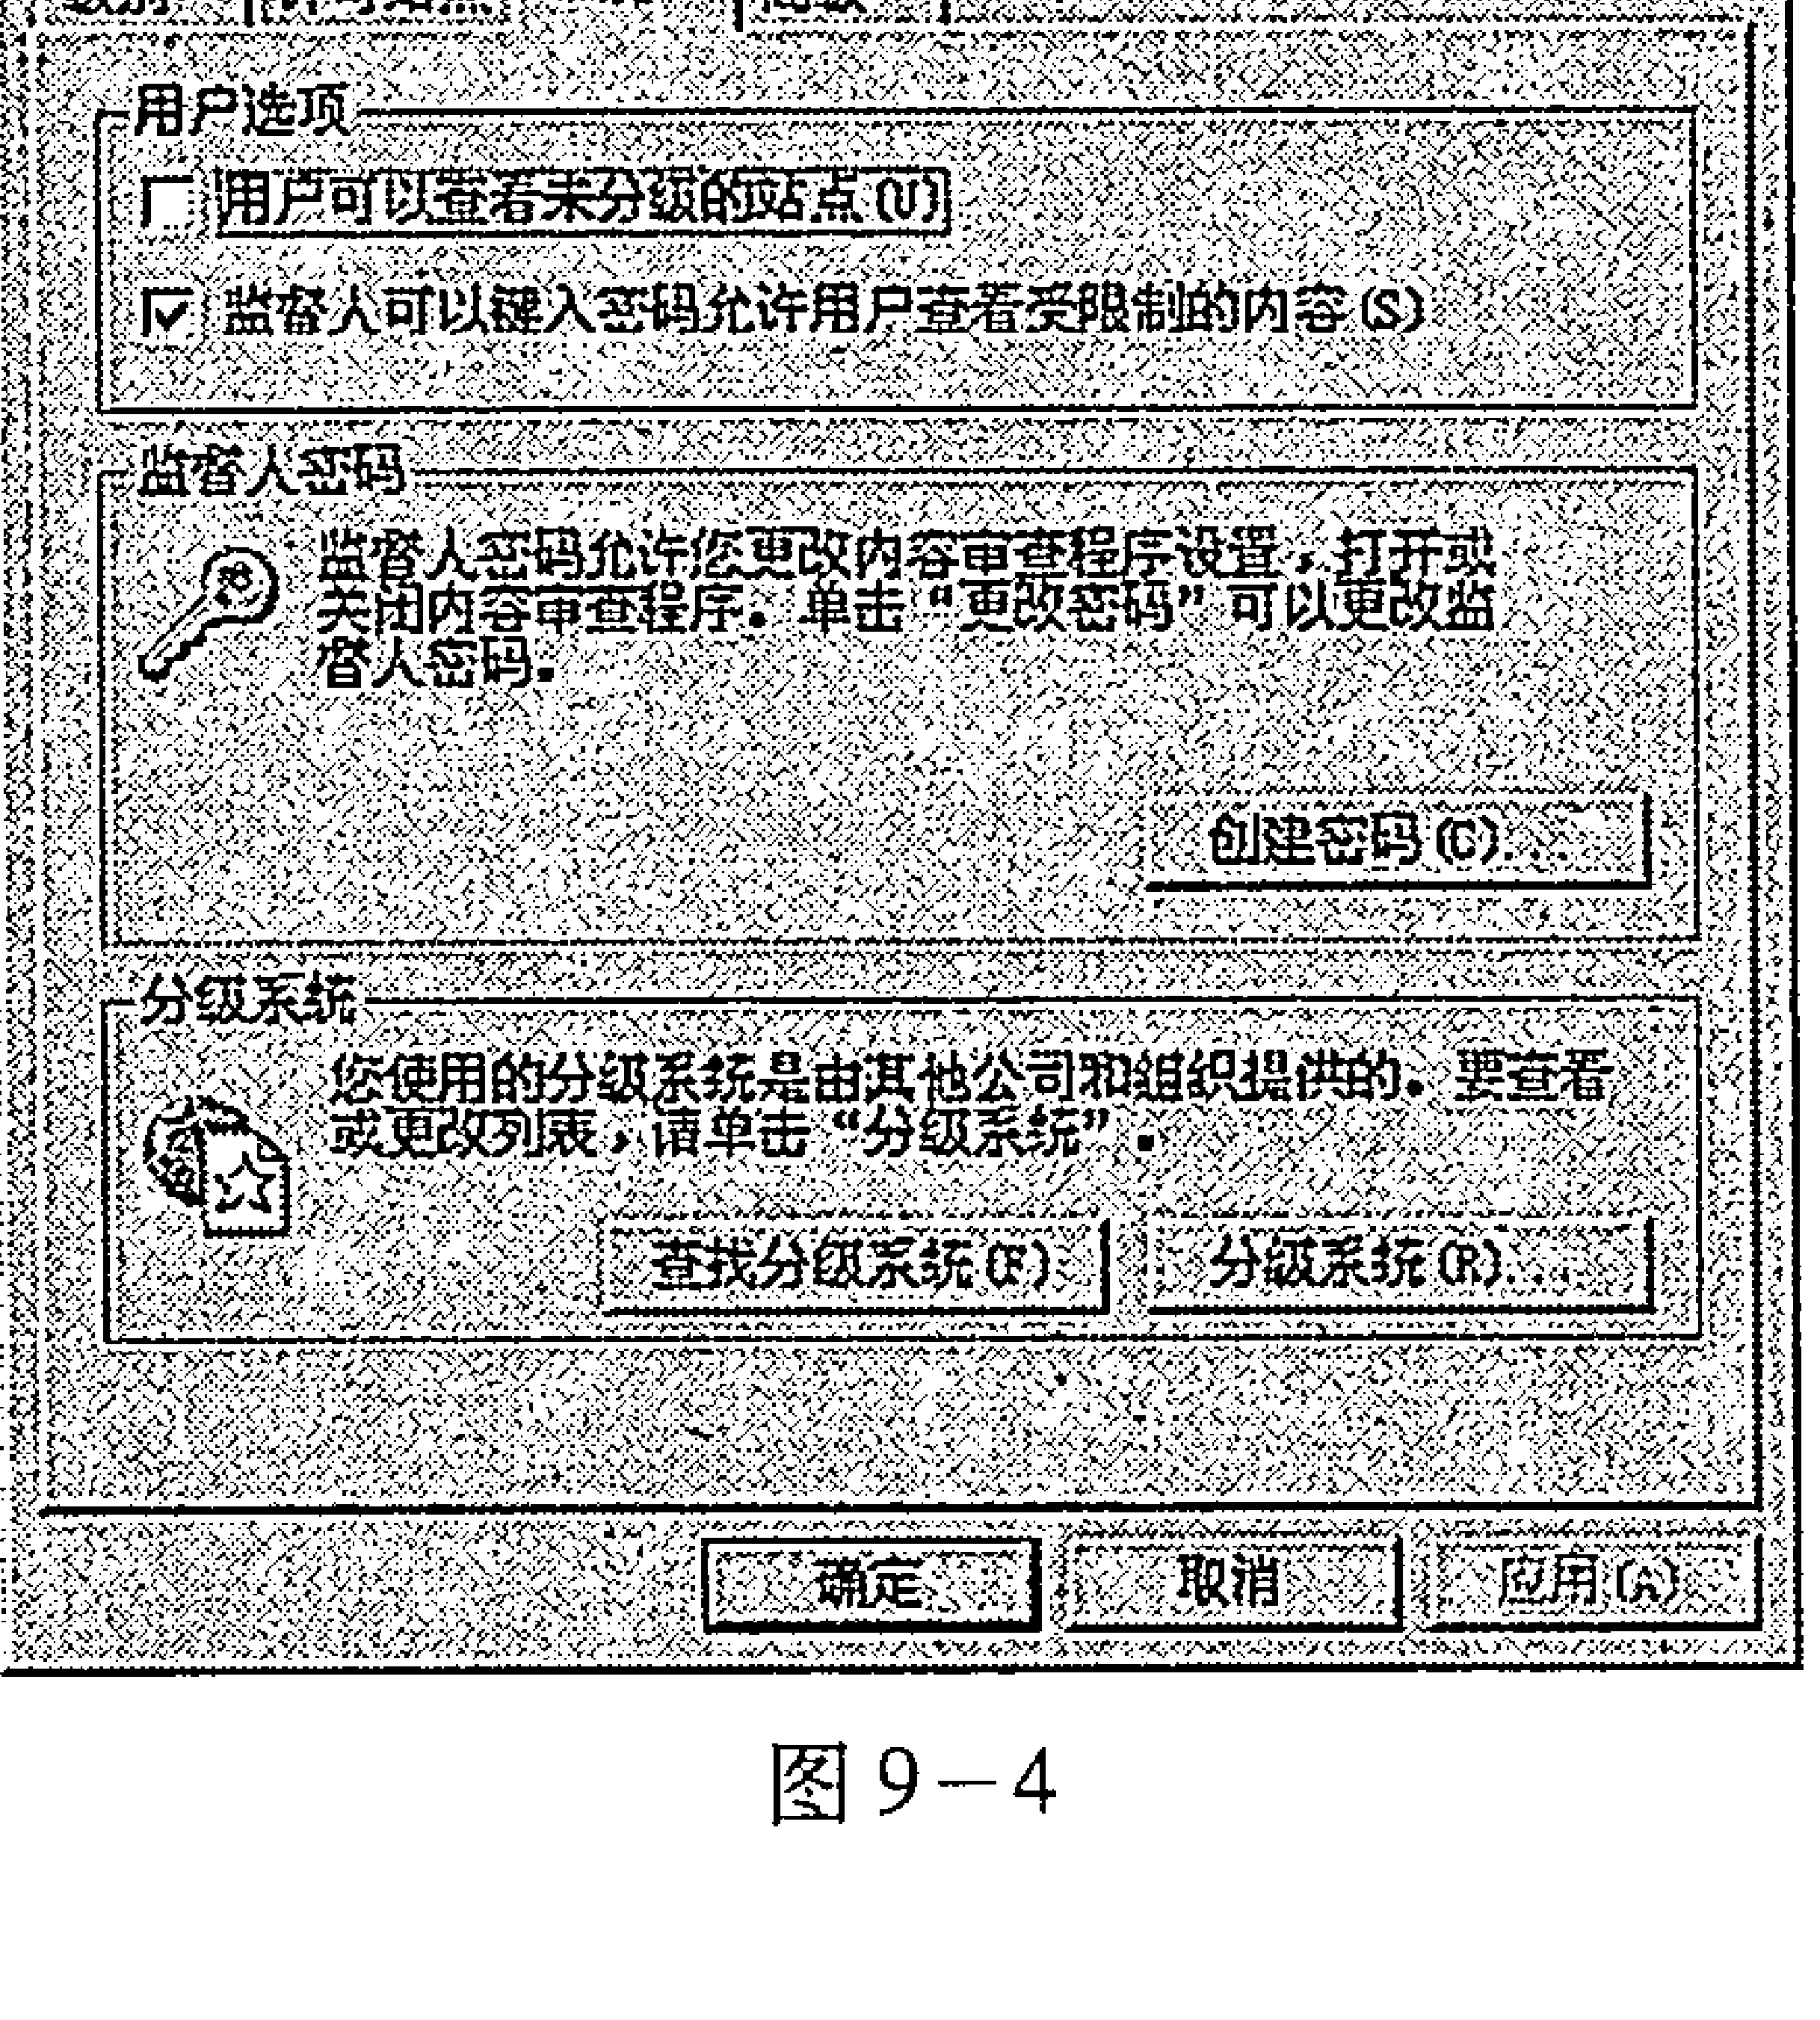 用户选项
用户可以查看未分级的站点(U)
监督人可以键入密码允许用户查看受限制的内容(S)
监督人密码
监督人密码允许您更改内容审查程序设置，打开或
关闭内容审查程序。单击“更改密码”可以更改监
督人密码。
创建密码(C)...
分级系统
您使用的分级系统是由其他公司和组织提供的。要查看
或更改列表，请单击“分级系统”。
查找分级系统(F)
分级系统(R)...
确定
取消
应用(A)
图 9－4